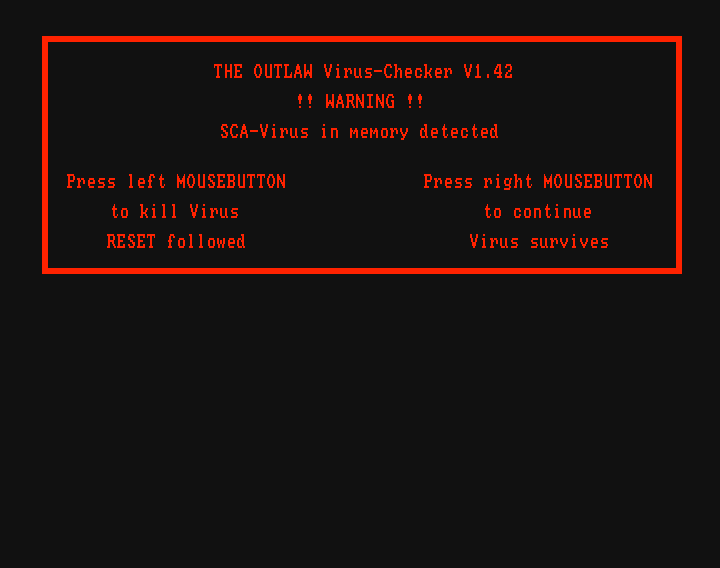 THE OUTLAW Virus-Checker V1.42
!! WARNING !!
SCA-Virus in memory detected
Press left MOUSEBUTTON
to kill Virus
RESET followed
Press right MOUSEBUTTON
to continue
Virus survives